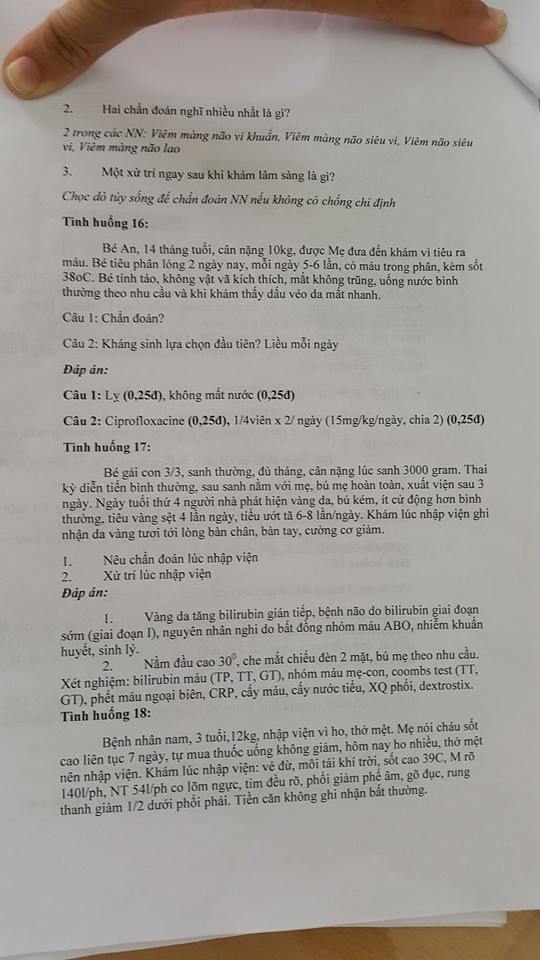 2. Hai chẩn đoán nghĩ nhiều nhất là gì?
2 trong các NN: Viêm màng não vi khuẩn, Viêm màng não siêu vi, Viêm não siêu
vi, Viêm màng não lao
3. Một xử trí ngay sau khi khám lâm sàng là gì?
Chọc dò tủy sống để chẩn đoán NN nếu không có chống chỉ định
Tình huống 16:
Bé An, 14 tháng tuổi, cân nặng 10kg, được Mẹ đưa đến khám vì tiêu ra
máu. Bé tiêu phân lỏng 2 ngày nay, mỗi ngày 5-6 lần, có máu trong phân, kèm sốt
38oC. Bé tỉnh táo, không vật vã kích thích, mắt không trũng, uống nước bình
thường theo nhu cầu và khi khám thấy dấu véo da mất nhanh.
Câu 1: Chẩn đoán?
Câu 2: Kháng sinh lựa chọn đầu tiên? Liều mỗi ngày
Đáp án:
Câu 1: Lỵ (0,25đ), không mất nước (0,25đ)
Câu 2: Ciprofloxacine (0,25đ), 1/4viên x 2/ ngày (15mg/kg/ngày, chia 2) (0,25đ)
Tình huống 17:
Bé gái con 3/3, sanh thường, đủ tháng, cân nặng lúc sanh 3000 gram. Thai
kỳ diễn tiến bình thường, sau sanh nằm với mẹ, bú mẹ hoàn toàn, xuất viện sau 3
ngày. Ngày tuổi thứ 4 người nhà phát hiện vàng da, bú kém, ít cử động hơn bình
thường, tiêu vàng sệt 4 lần ngày, tiểu ướt tã 6-8 lần/ngày. Khám lúc nhập viện ghi
nhận da vàng tươi tới lòng bàn chân, bàn tay, cường cơ giảm.
1. Nêu chẩn đoán lúc nhập viện
2. Xử trí lúc nhập viện
Đáp án:
1. Vàng da tăng bilirubin gián tiếp, bệnh não do bilirubin giai đoạn
sớm (giai đoạn I), nguyên nhân nghi do bất đồng nhóm máu ABO, nhiễm khuẩn
huyết, sinh lý.
2. Nằm đầu cao 30⁰, che mắt chiếu đèn 2 mặt, bú mẹ theo nhu cầu.
Xét nghiệm: bilirubin máu (TP, TT, GT), nhóm máu mẹ-con, coombs test (TT,
GT), phết máu ngoại biên, CRP, cấy máu, cấy nước tiểu, XQ phổi, dextrostix.
Tình huống 18:
Bệnh nhân nam, 3 tuổi,12kg, nhập viện vì ho, thở mệt. Mẹ nói cháu sốt
cao liên tục 7 ngày, tự mua thuốc uống không giảm, hôm nay ho nhiều, thở mệt
nên nhập viện. Khám lúc nhập viện: vẻ đừ, môi tái khí trời, sốt cao 39C, M rõ
140l/ph, NT 54l/ph co lõm ngực, tim đều rõ, phổi giảm phế âm, gõ đục, rung
thanh giảm 1/2 dưới phổi phải. Tiền căn không ghi nhận bất thường.